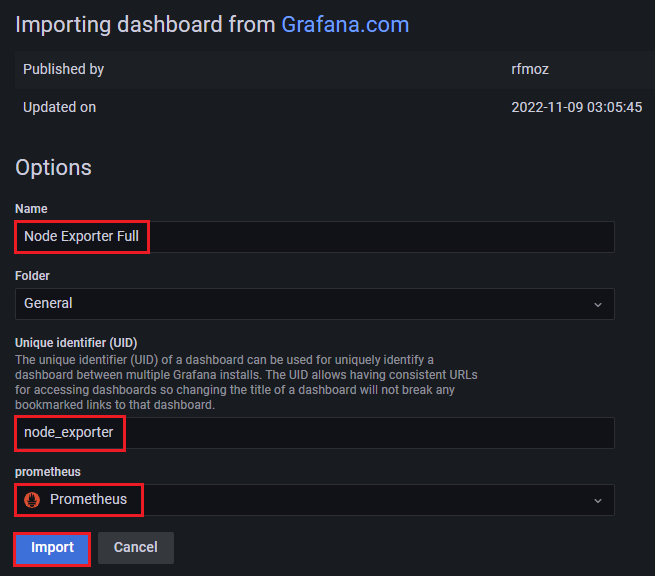 Importing dashboard from Grafana.com
Published by rfmoz
Updated on 2022-11-09 03:05:45
Options
Name
Node Exporter Full
Folder
General
Unique identifier (UID)
The unique identifier (UID) of a dashboard can be used for uniquely identify a
dashboard between multiple Grafana installs. The UID allows having consistent URLs
for accessing dashboards so changing the title of a dashboard will not break any
bookmarked links to that dashboard.
node_exporter
prometheus
Prometheus
Import Cancel